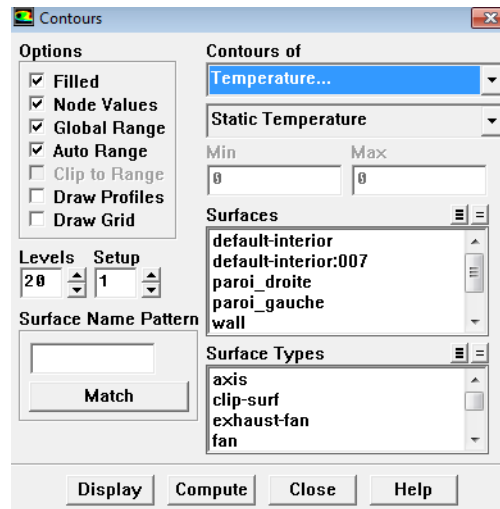 Contours
Options
Filled
Node Values
Global Range
Auto Range
Clip to Range
Draw Profiles
Draw Grid
Levels Setup
20 1
Surface Name Pattern
Match
Contours of
Temperature...
Static Temperature
Min Max
0 0
Surfaces
default-interior
default-interior:007
paroi_droite
paroi_gauche
wall
Surface Types
axis
clip-surf
exhaust-fan
fan
Display Compute Close Help